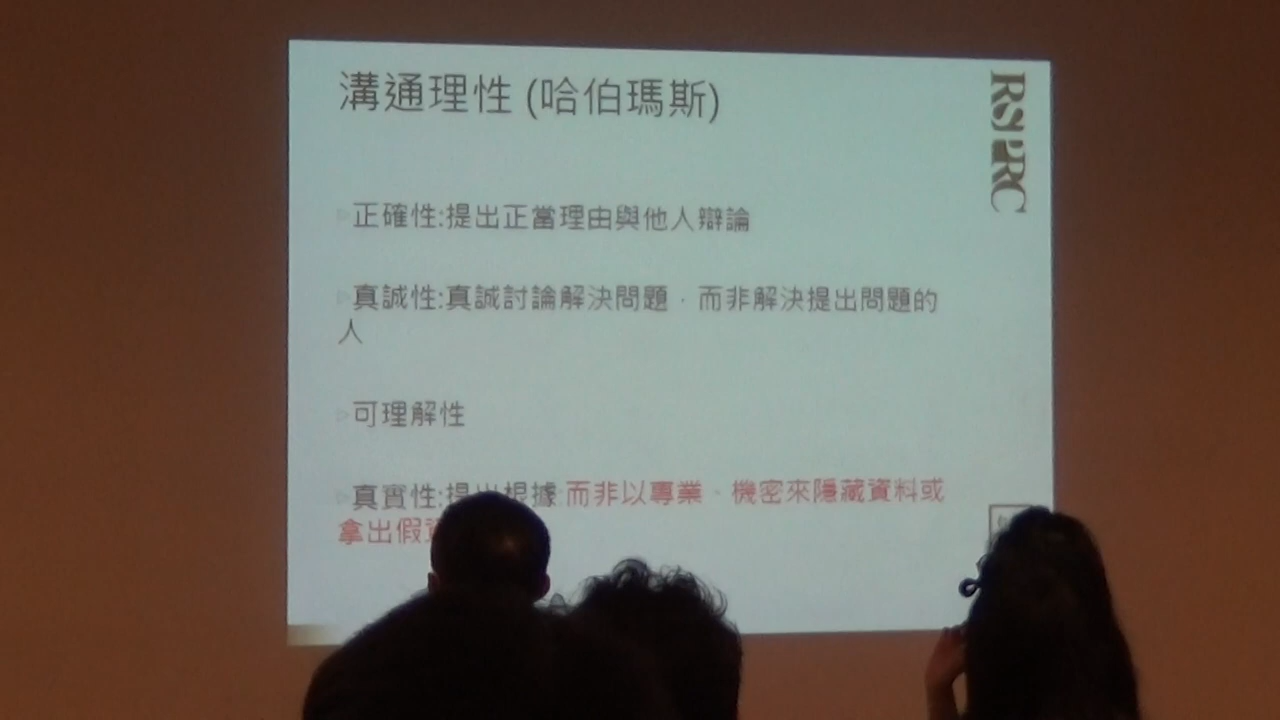 溝通理性 (哈伯瑪斯)
RSPRC
正確性:提出正當理由與他人辯論
真誠性:真誠討論解決問題，而非解決提出問題的
人
可理解性
真實性:提出根據,而非以專業、機密來隱藏資料或
拿出假